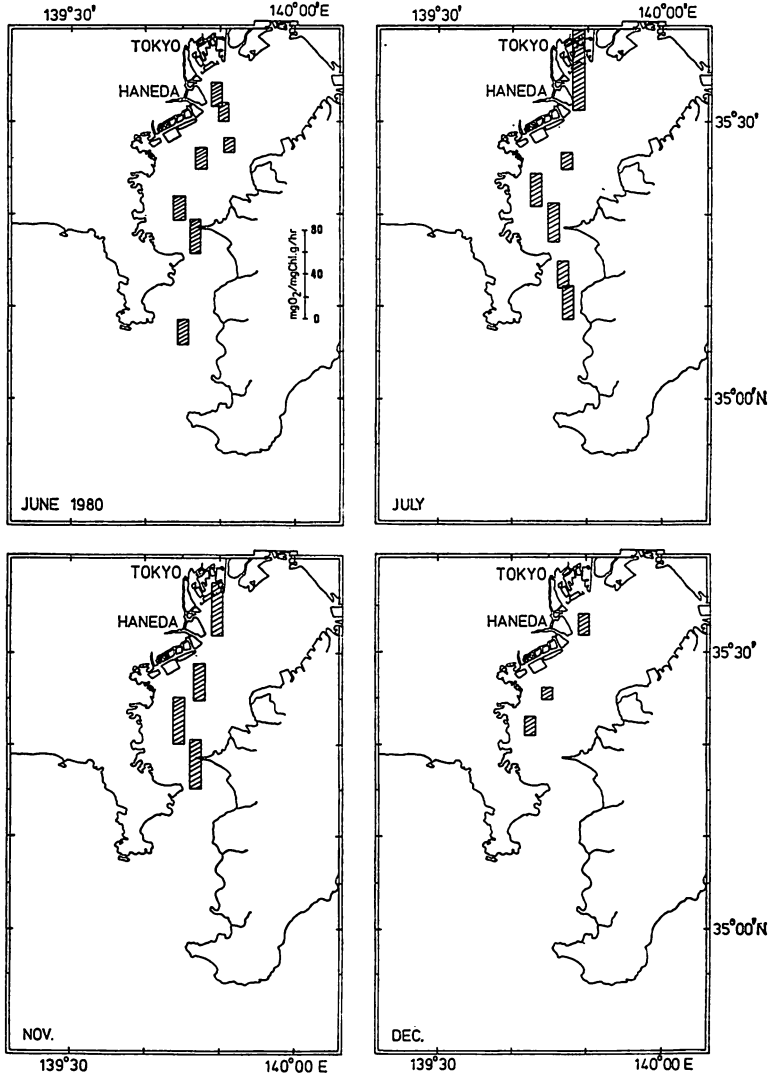 139°30' 140°00'E
139°30' 140°00'E
TOKYO
HANEDA
80
40
0
mgO₂/mgChl.g/hr
JUNE 1980
TOKYO
HANEDA
35°30'
35°00'N
JULY
TOKYO
HANEDA
NOV.
139°30' 140°00'E
TOKYO
HANEDA
35°30'
35°00'N
DEC.
139°30' 140°00'E